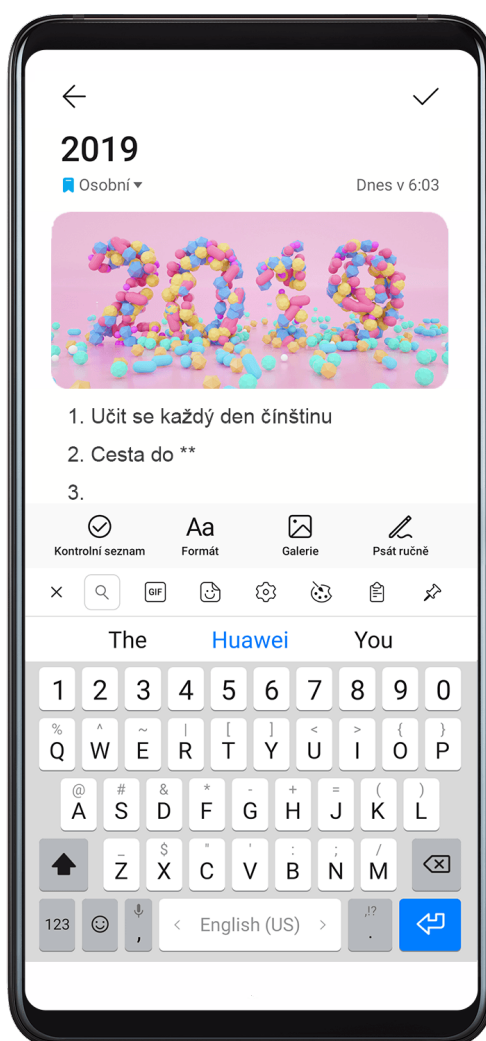 2019
Osobní
Dnes v 6:03
2019
1. Učit se každý den čínštinu
2. Cesta do **
3.
Kontrolní seznam
Aa
Formát
Galerie
Psát ručně
GIF
The Huawei You
1 2 3 4 5 6 7 8 9 0
% ^ ~ | [ ] < > { }
Q W E R T Y U I O P
@ # & * - + = ( )
A S D F G H J K L
_ $ " ' : ; /
Z X C V B N M
123 , < English (US) > ,!? .